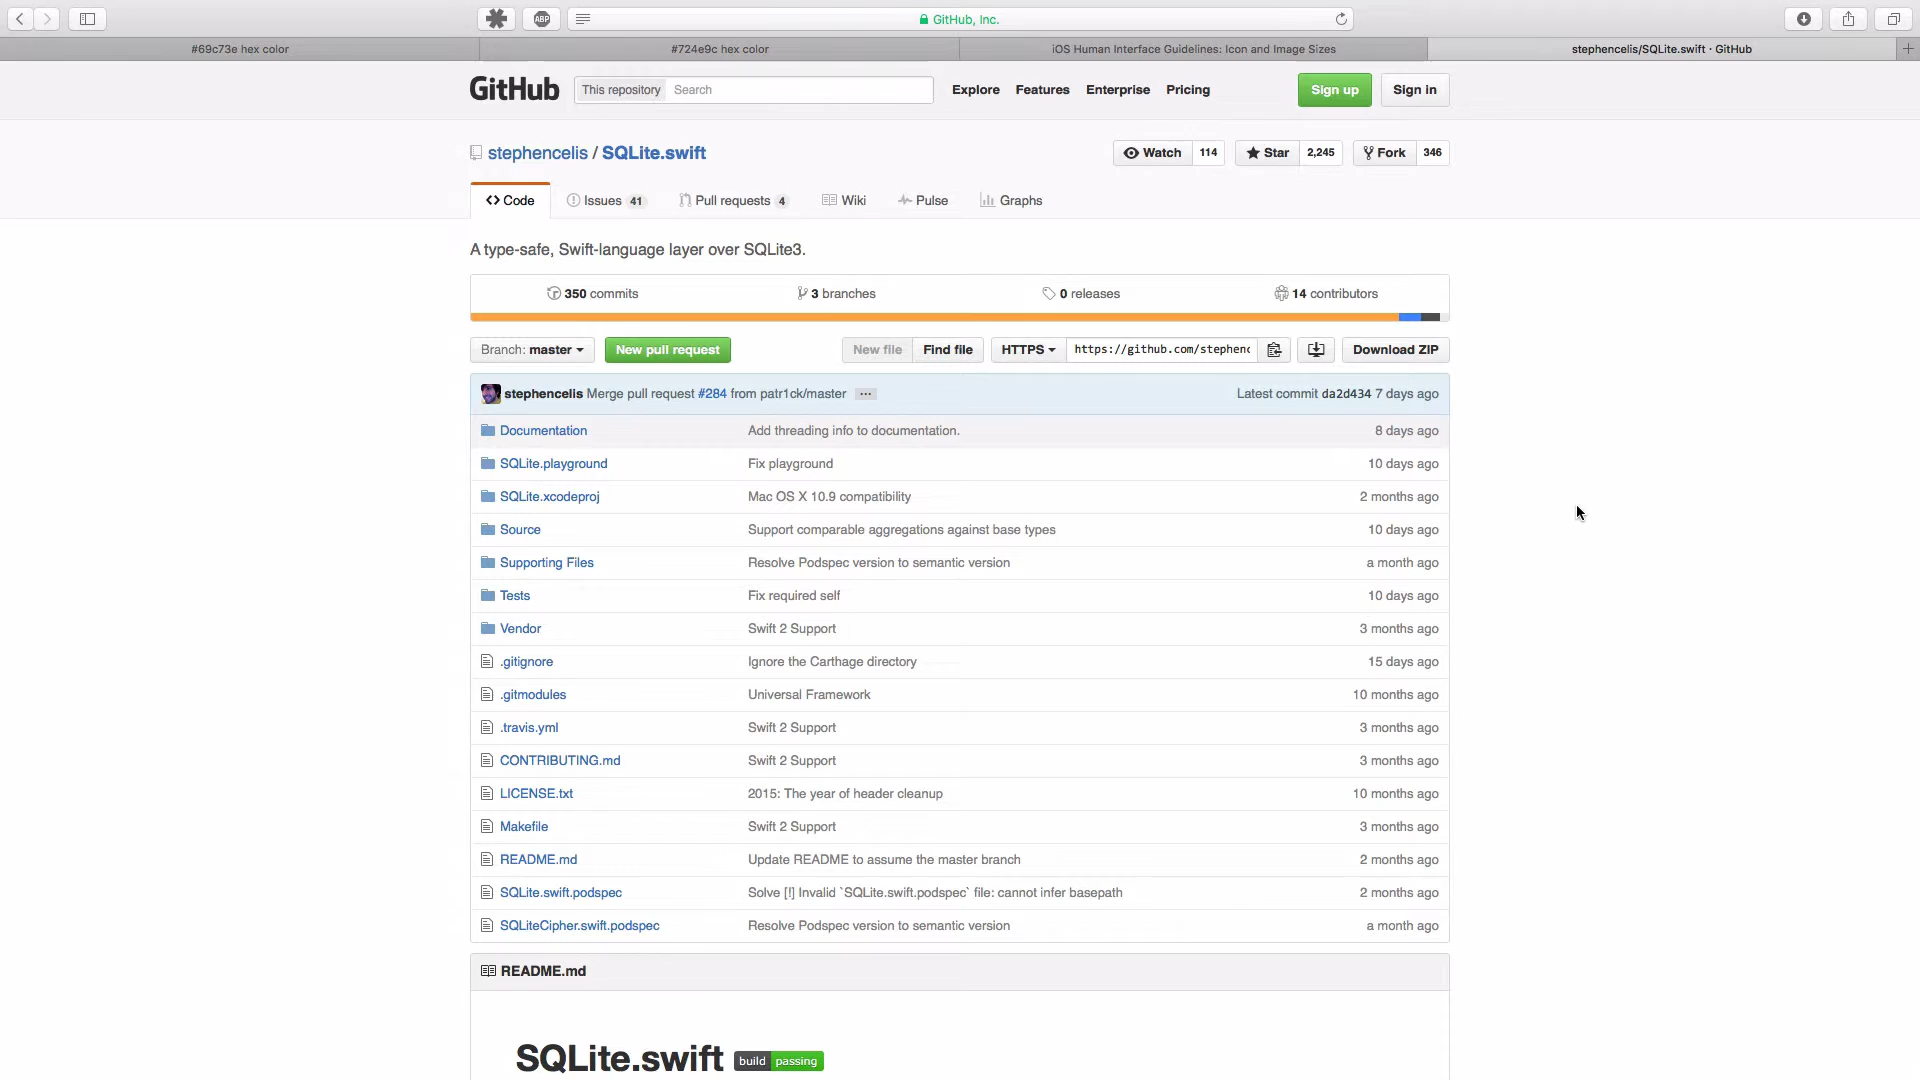 ABP
GitHub, Inc.
#69c73e hex color
#724e9c hex color
iOS Human Interface Guidelines: Icon and Image Sizes
stephencelis/SQLite.swift · GitHub
GitHub This repository Search Explore Features Enterprise Pricing Sign up Sign in
stephencelis / SQLite.swift Watch 114 Star 2,245 Fork 346
Code Issues 41 Pull requests 4 Wiki Pulse Graphs
A type-safe, Swift-language layer over SQLite3.
350 commits 3 branches 0 releases 14 contributors
Branch: master New pull request New file Find file HTTPS https://github.com/stephenc Download ZIP
stephencelis Merge pull request #284 from patr1ck/master ... Latest commit da2d434 7 days ago
Documentation Add threading info to documentation. 8 days ago
SQLite.playground Fix playground 10 days ago
SQLite.xcodeproj Mac OS X 10.9 compatibility 2 months ago
Source Support comparable aggregations against base types 10 days ago
Supporting Files Resolve Podspec version to semantic version a month ago
Tests Fix required self 10 days ago
Vendor Swift 2 Support 3 months ago
.gitignore Ignore the Carthage directory 15 days ago
.gitmodules Universal Framework 10 months ago
.travis.yml Swift 2 Support 3 months ago
CONTRIBUTING.md Swift 2 Support 3 months ago
LICENSE.txt 2015: The year of header cleanup 10 months ago
Makefile Swift 2 Support 3 months ago
README.md Update README to assume the master branch 2 months ago
SQLite.swift.podspec Solve [!] Invalid `SQLite.swift.podspec` file: cannot infer basepath 2 months ago
SQLiteCipher.swift.podspec Resolve Podspec version to semantic version a month ago
README.md
SQLite.swift build passing